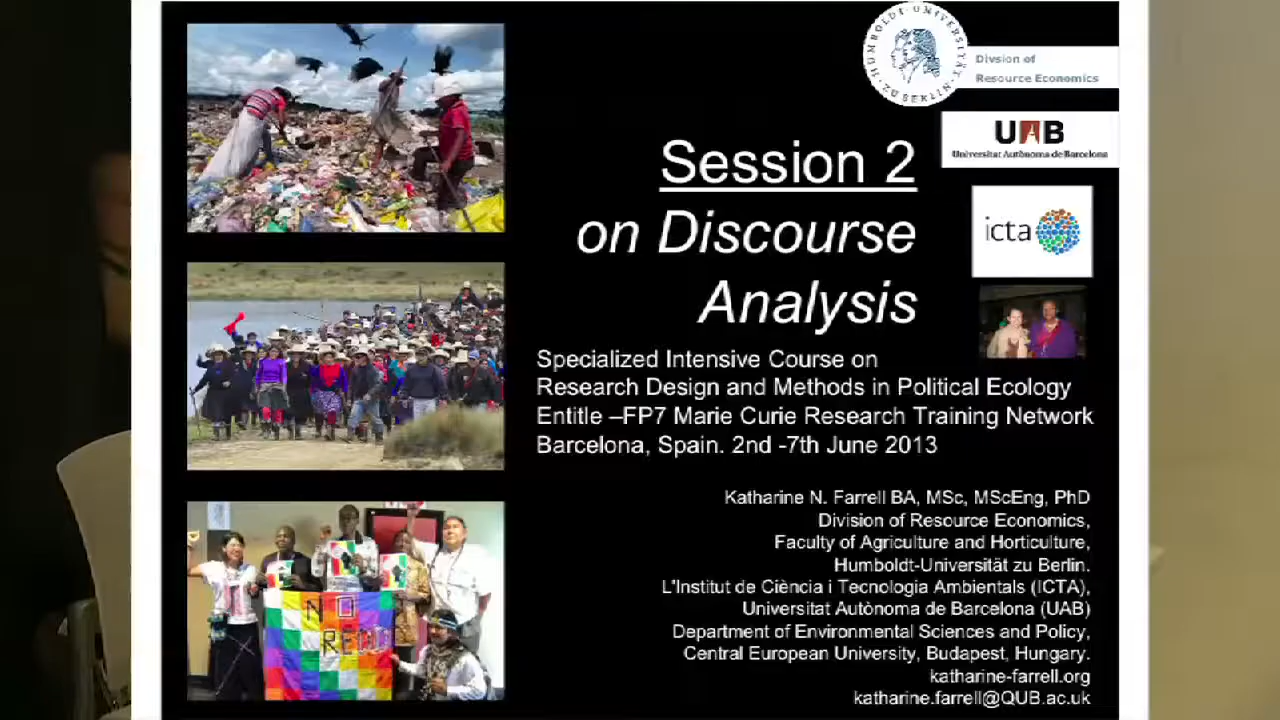 HUMBOLDT-UNIVERSITÄT ZU BERLIN
Divsion of
Resource Economics
UAB
Universitat Autònoma de Barcelona
Session 2
on Discourse
Analysis
icta
Specialized Intensive Course on
Research Design and Methods in Political Ecology
Entitle –FP7 Marie Curie Research Training Network
Barcelona, Spain. 2nd -7th June 2013
Katharine N. Farrell BA, MSc, MScEng, PhD
Division of Resource Economics,
Faculty of Agriculture and Horticulture,
Humboldt-Universität zu Berlin.
L'Institut de Ciència i Tecnologia Ambientals (ICTA),
Universitat Autònoma de Barcelona (UAB)
Department of Environmental Sciences and Policy,
Central European University, Budapest, Hungary.
katharine-farrell.org
katharine.farrell@QUB.ac.uk
NO
REDD